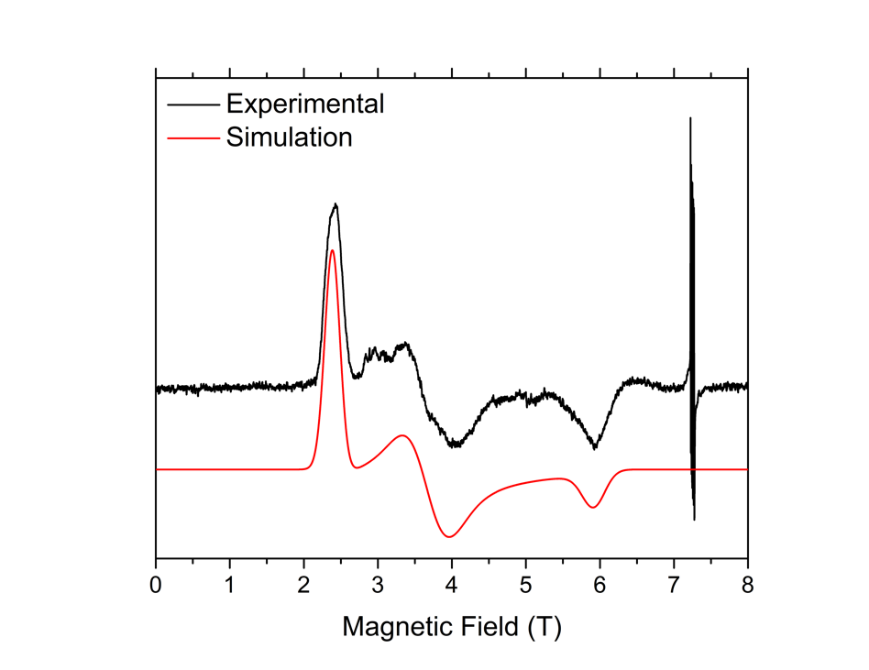 Experimental
Simulation
0 1 2 3 4 5 6 7 8
Magnetic Field (T)